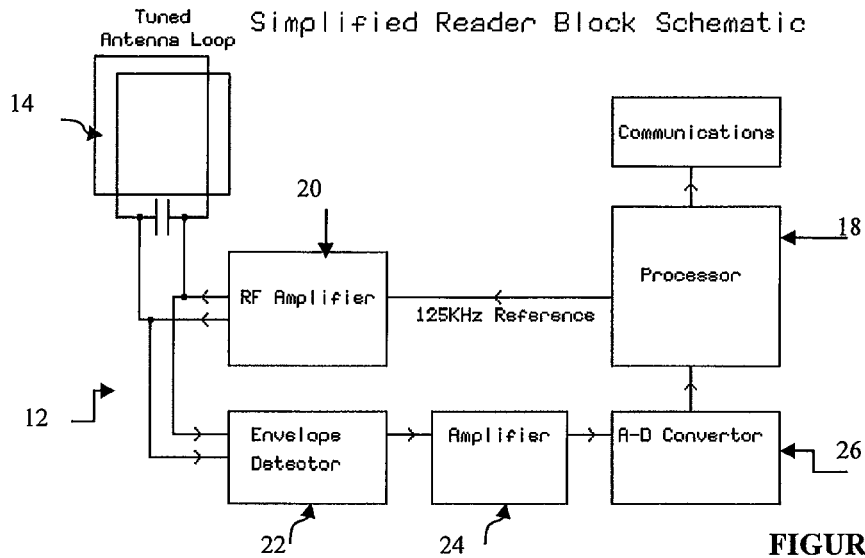 Simplified Reader Block Schematic
Tuned
Antenna Loop
14
Communications
20
18
RF Amplifier
Processor
125KHz Reference
12
Envelope
Detector
Amplifier
A-D Convertor
26
22
24
FIGUR